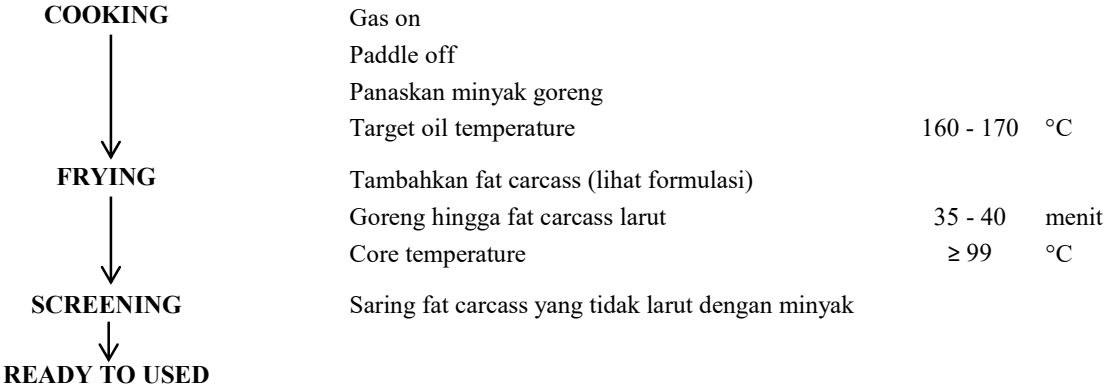 COOKING Gas on
Paddle off
Panaskan minyak goreng
Target oil temperature 160 - 170 °C
FRYING Tambahkan fat carcass (lihat formulasi)
Goreng hingga fat carcass larut 35 - 40 menit
Core temperature ≥ 99 °C
SCREENING Saring fat carcass yang tidak larut dengan minyak
READY TO USED